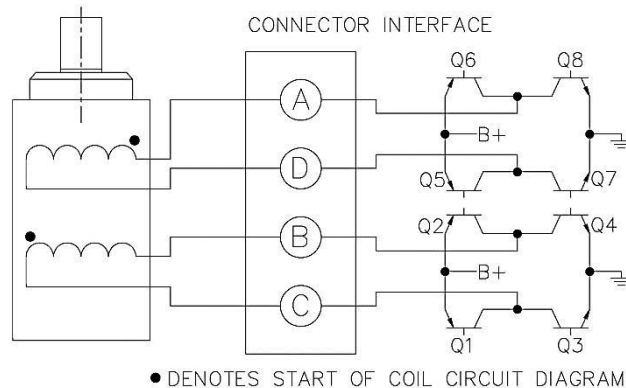 CONNECTOR INTERFACE
Q6 Q8
A
B+
D
Q5 Q7
Q2 Q4
B
B+
C
Q1 Q3
● DENOTES START OF COIL CIRCUIT DIAGRAM